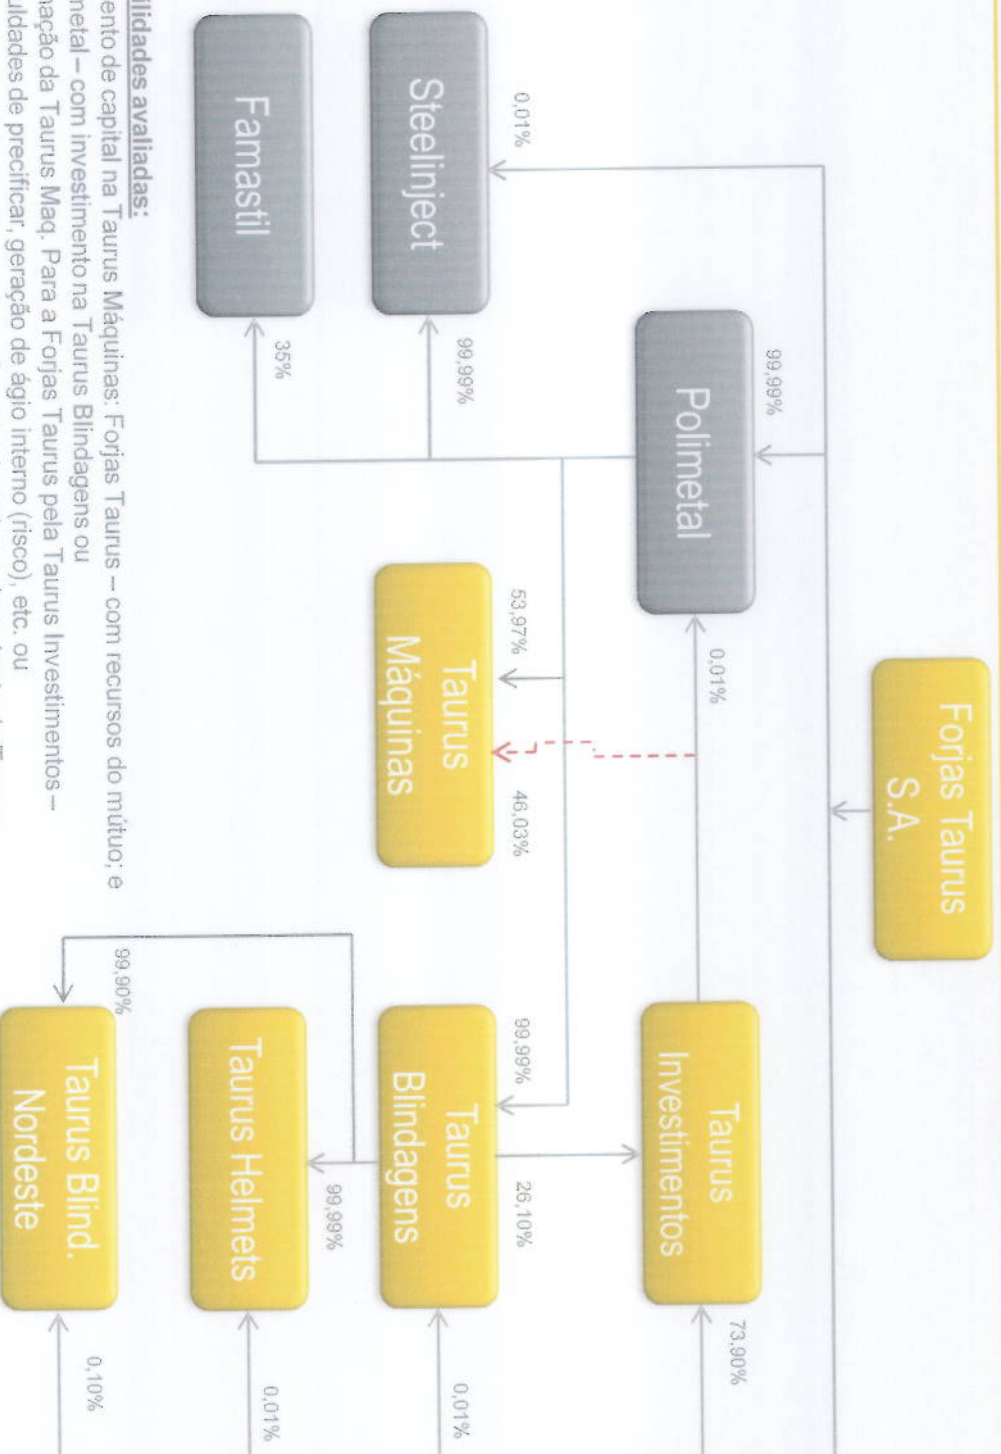 Forjas Taurus
S.A.
99,99%
Polimetal
0,01%
Taurus
Investimentos
73,90%
0,01%
Steelinject
99,99%
53,97%
Taurus
Máquinas
46,03%
99,99%
Taurus
Blindagens
26,10%
0,01%
Famastil
35%
99,99%
Taurus Helmets
0,01%
99,90%
Taurus Blind.
Nordeste
0,10%
ilidades avaliadas:
ento de capital na Taurus Máquinas: Forjas Taurus – com recursos do mútuo; e
metal – com investimento na Taurus Blindagens ou
nação da Taurus Maq. Para a Forjas Taurus pela Taurus Investimentos –
uldades de precificar, geração de ágio interno (risco), etc. ou